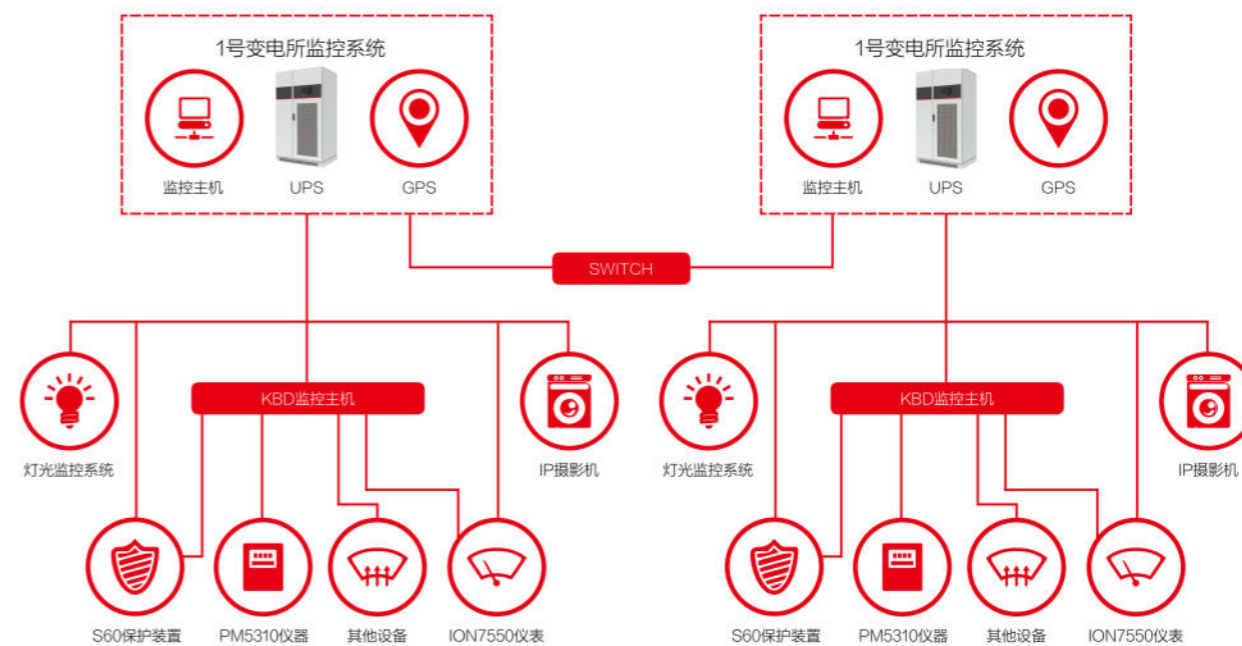 1号变电所监控系统
监控主机
UPS
GPS
1号变电所监控系统
监控主机
UPS
GPS
SWITCH
KBD监控主机
灯光监控系统
IP摄影机
S60保护装置
PM5310仪器
其他设备
ION7550仪表
KBD监控主机
灯光监控系统
IP摄影机
S60保护装置
PM5310仪器
其他设备
ION7550仪表